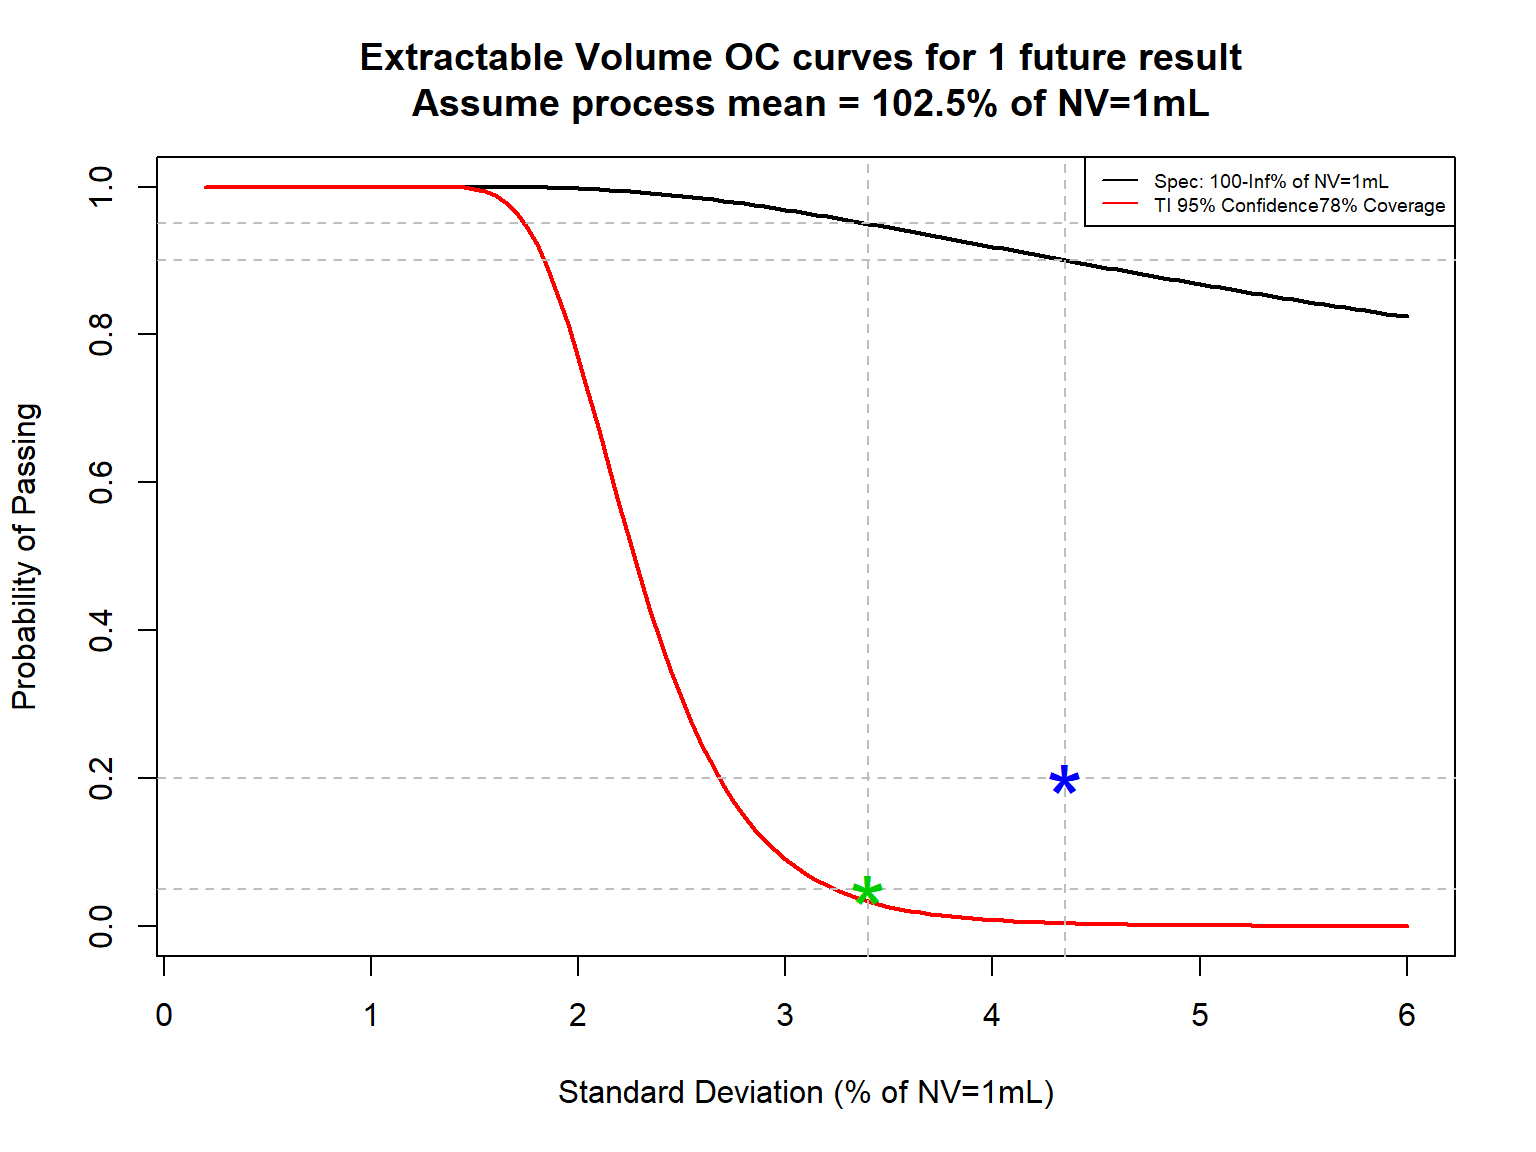 Extractable Volume OC curves for 1 future result
Assume process mean = 102.5% of NV=1mL
Spec: 100-Inf% of NV=1mL
TI 95% Confidence78% Coverage
Probability of Passing
1.0
0.8
0.6
0.4
0.2
0.0
0 1 2 3 4 5 6
Standard Deviation (% of NV=1mL)